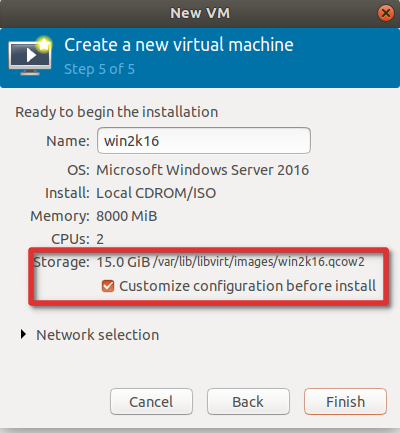 New VM
Create a new virtual machine
Step 5 of 5
Ready to begin the installation
Name: win2k16
OS: Microsoft Windows Server 2016
Install: Local CDROM/ISO
Memory: 8000 MiB
CPUs: 2
Storage: 15.0 GiB /var/lib/libvirt/images/win2k16.qcow2
Customize configuration before install
Network selection
Cancel Back Finish